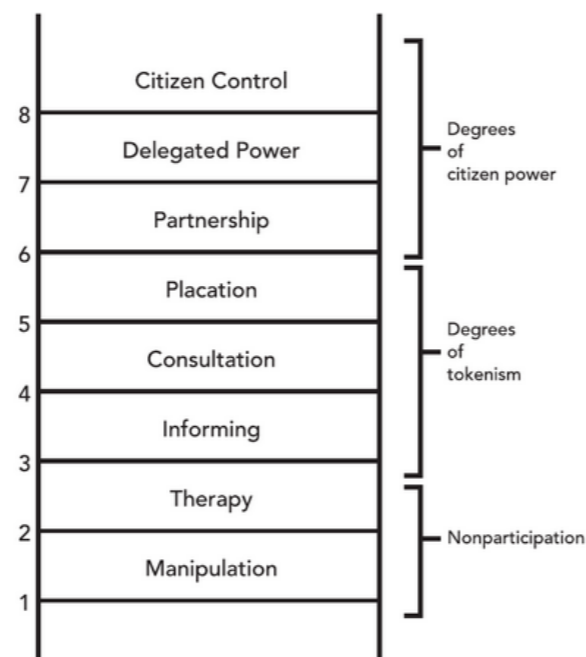 Citizen Control
8
Delegated Power
7
Partnership
6
Placation
5
Consultation
4
Informing
3
Therapy
2
Manipulation
1
Degrees
of
citizen power
Degrees
of
tokenism
Nonparticipation